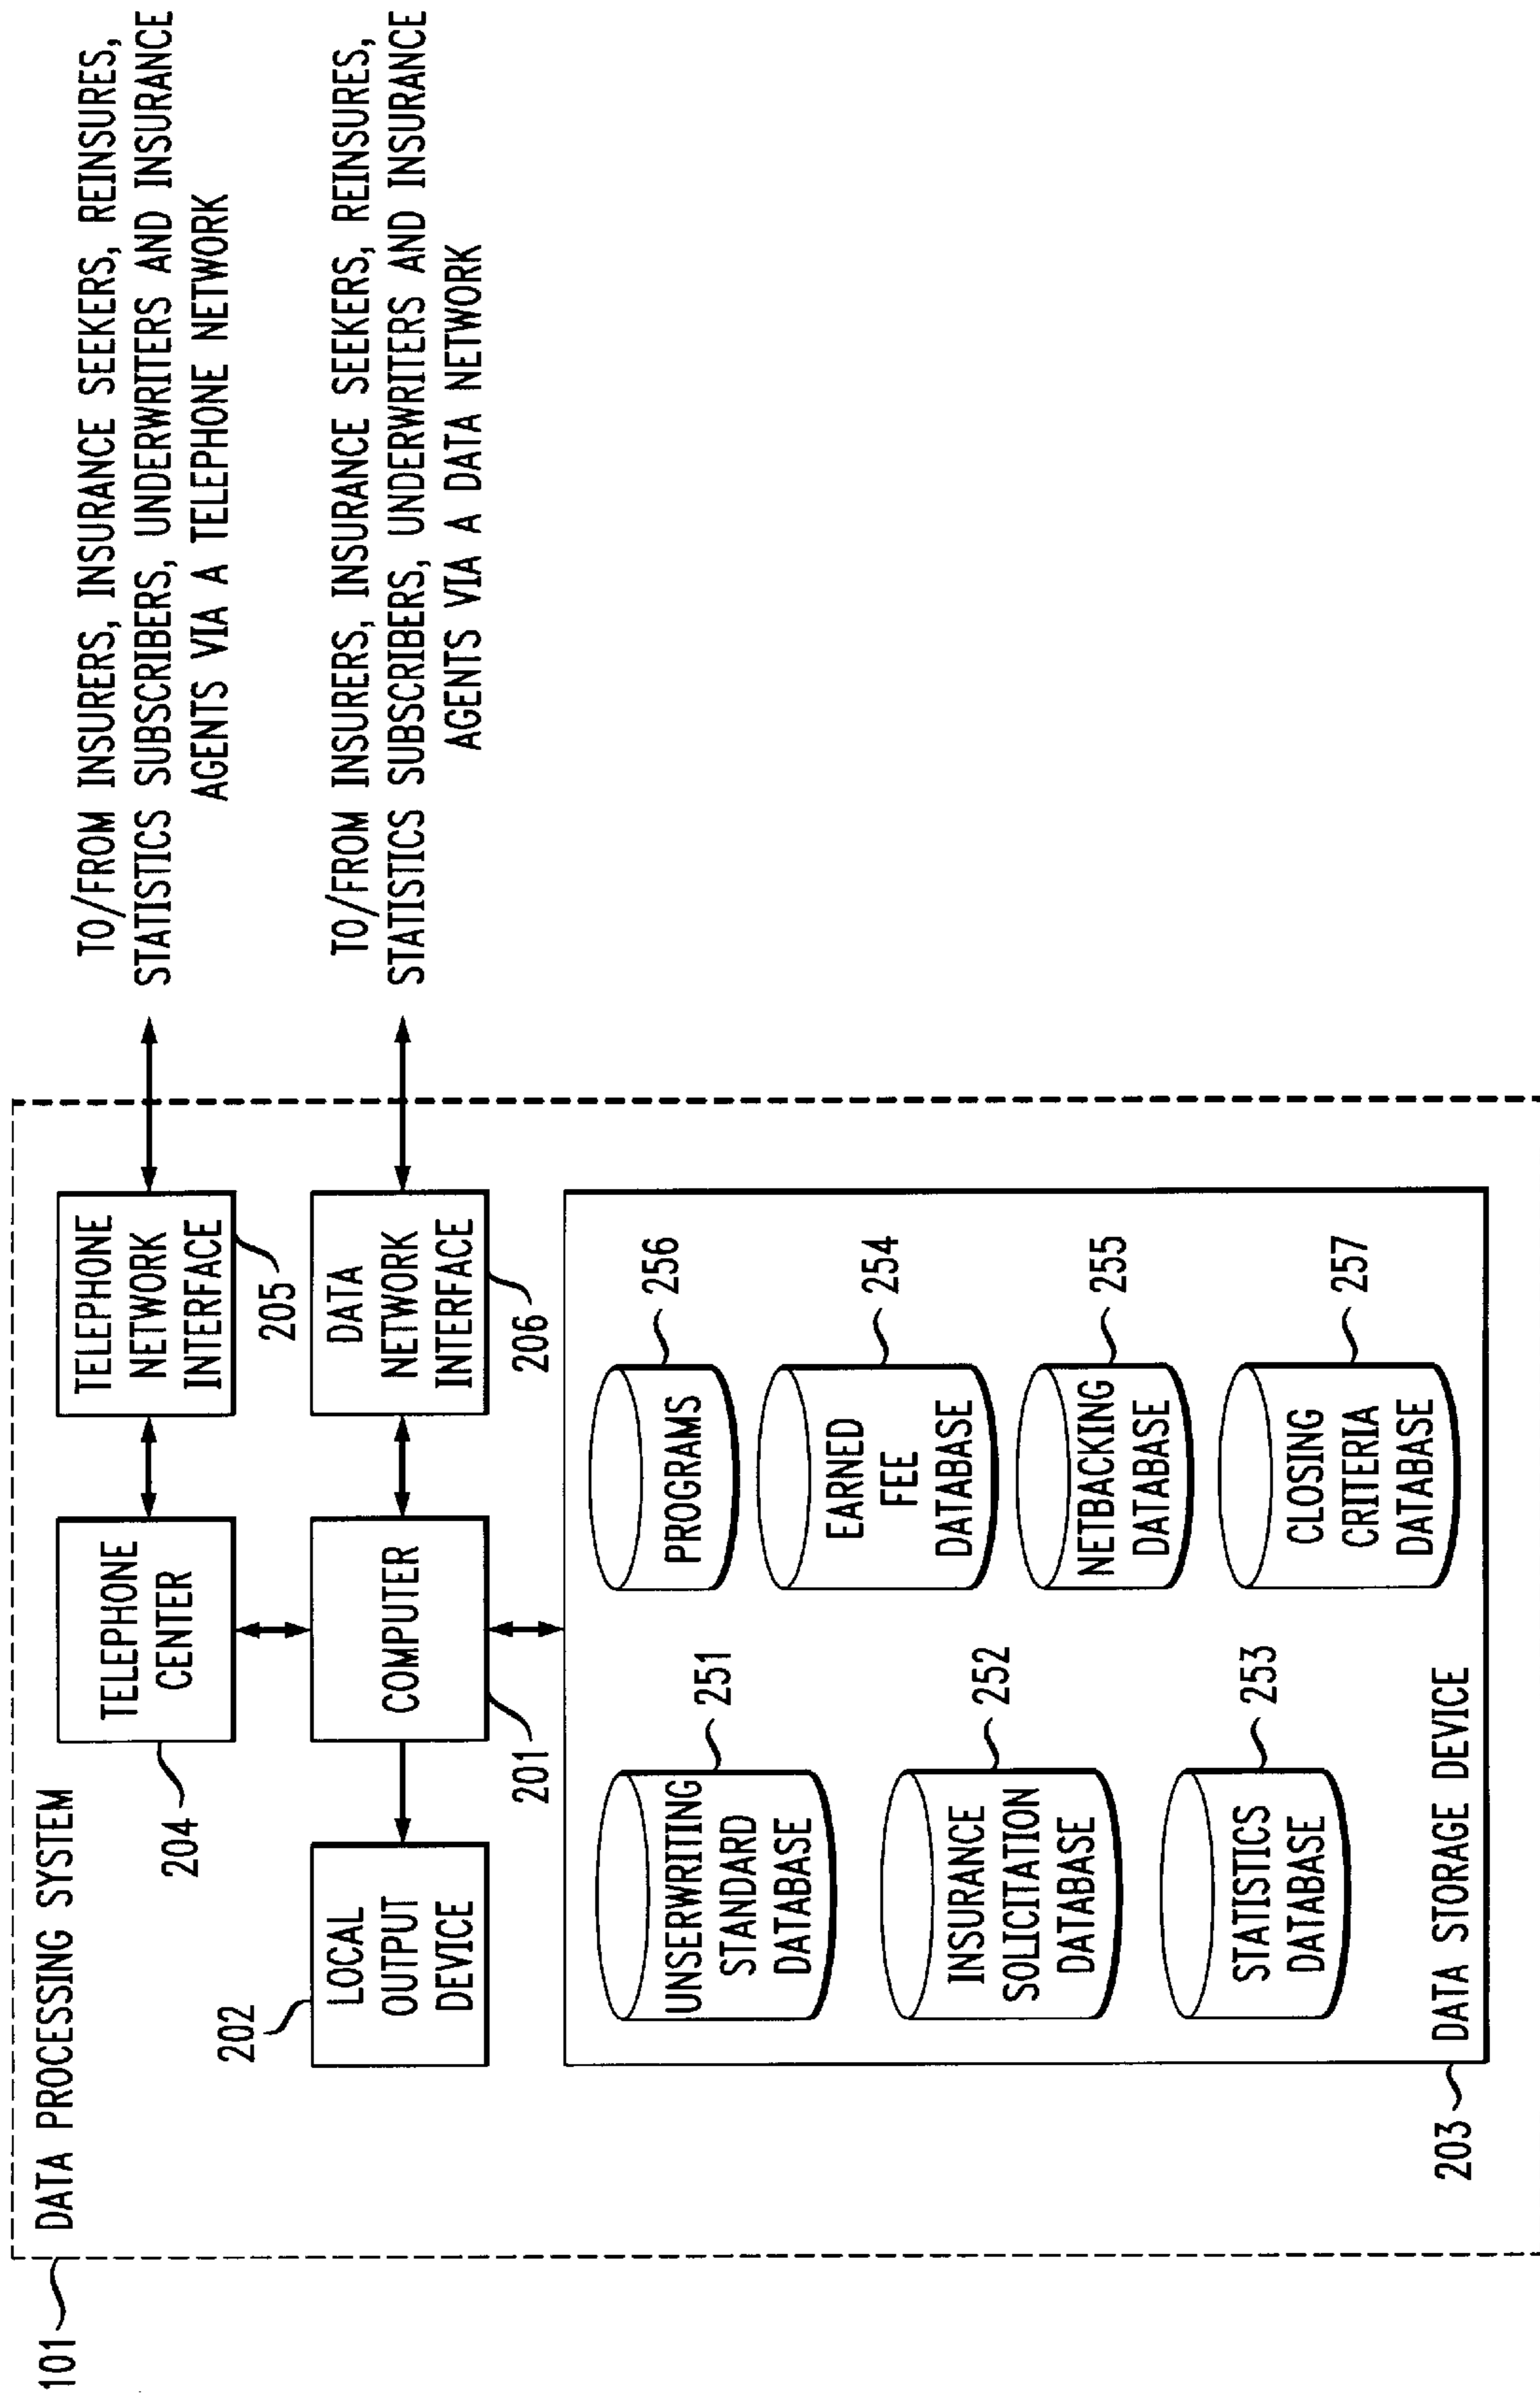 101
DATA PROCESSING SYSTEM
204
TELEPHONE
CENTER
TELEPHONE
NETWORK
INTERFACE
205
TO/FROM INSURERS, INSURANCE SEEKERS, REINSURES,
STATISTICS SUBSCRIBERS, UNDERWRITERS AND INSURANCE
AGENTS VIA A TELEPHONE NETWORK
202
LOCAL
OUTPUT
DEVICE
COMPUTER
201
DATA
NETWORK
INTERFACE
206
TO/FROM INSURERS, INSURANCE SEEKERS, REINSURES,
STATISTICS SUBSCRIBERS, UNDERWRITERS AND INSURANCE
AGENTS VIA A DATA NETWORK
UNSERWRITING
STANDARD
DATABASE
251
PROGRAMS
256
INSURANCE
SOLICITATION
DATABASE
252
EARNED
FEE
DATABASE
254
STATISTICS
DATABASE
253
NETBACKING
DATABASE
255
CLOSING
CRITERIA
DATABASE
257
203
DATA STORAGE DEVICE